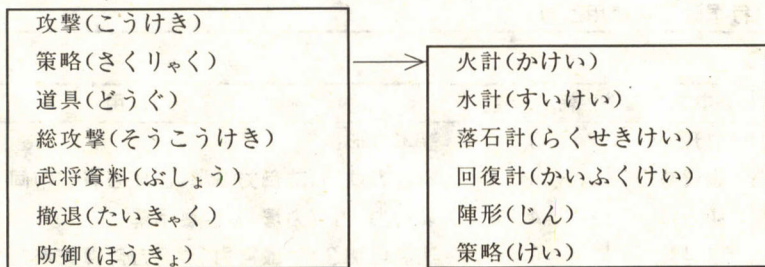 攻撃(こうけき)
策略(さくりゃく)
道具(どうぐ)
総攻撃(そうこうけき)
武将資料(ぶしょう)
撤退(たいきゃく)
防御(ほうきょ)
火計(かけい)
水計(すいけい)
落石計(らくせきけい)
回復計(かいふくけい)
陣形(じん)
策略(けい)